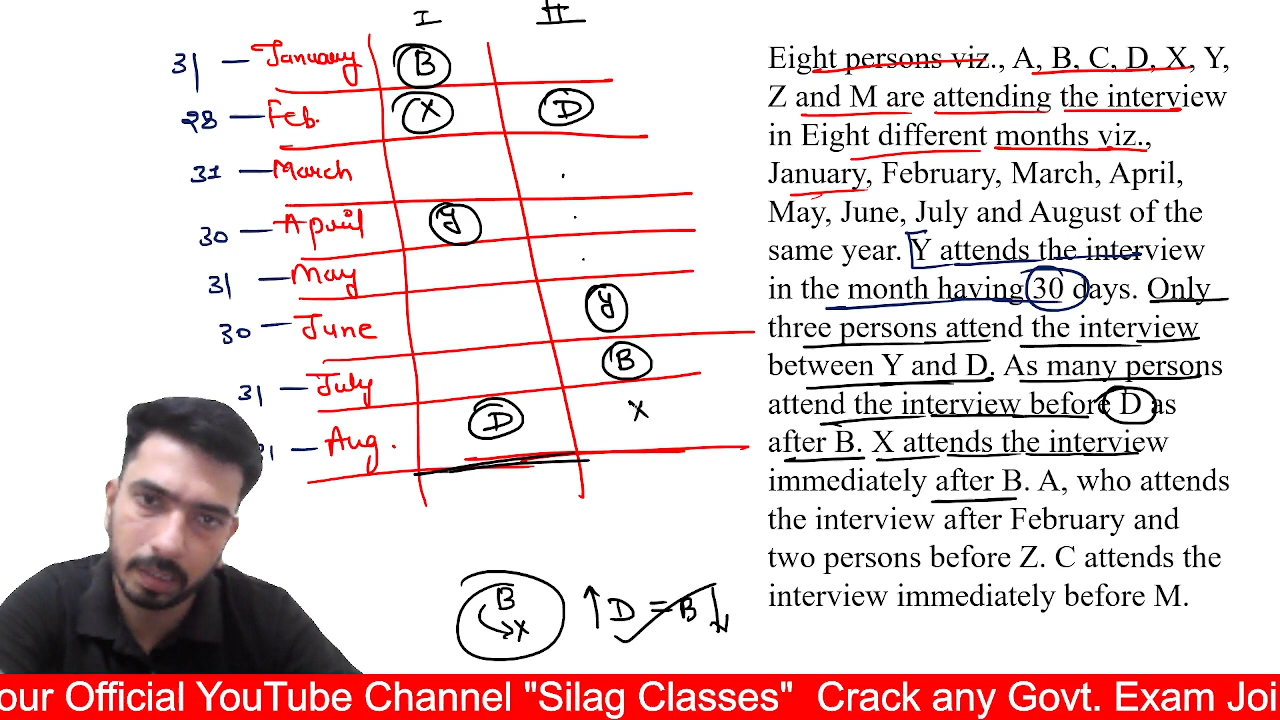 I II
31 — January B
28 — Feb. X D
31 — March
30 — April Y
31 — May
30 — June Y
31 — July B
Aug. D X
B
X
↑ D = B ↓
Eight persons viz., A, B, C, D, X, Y,
Z and M are attending the interview
in Eight different months viz.,
January, February, March, April,
May, June, July and August of the
same year. Y attends the interview
in the month having 30 days. Only
three persons attend the interview
between Y and D. As many persons
attend the interview before D as
after B. X attends the interview
immediately after B. A, who attends
the interview after February and
two persons before Z. C attends the
interview immediately before M.
our Official YouTube Channel "Silag Classes" Crack any Govt. Exam Joi